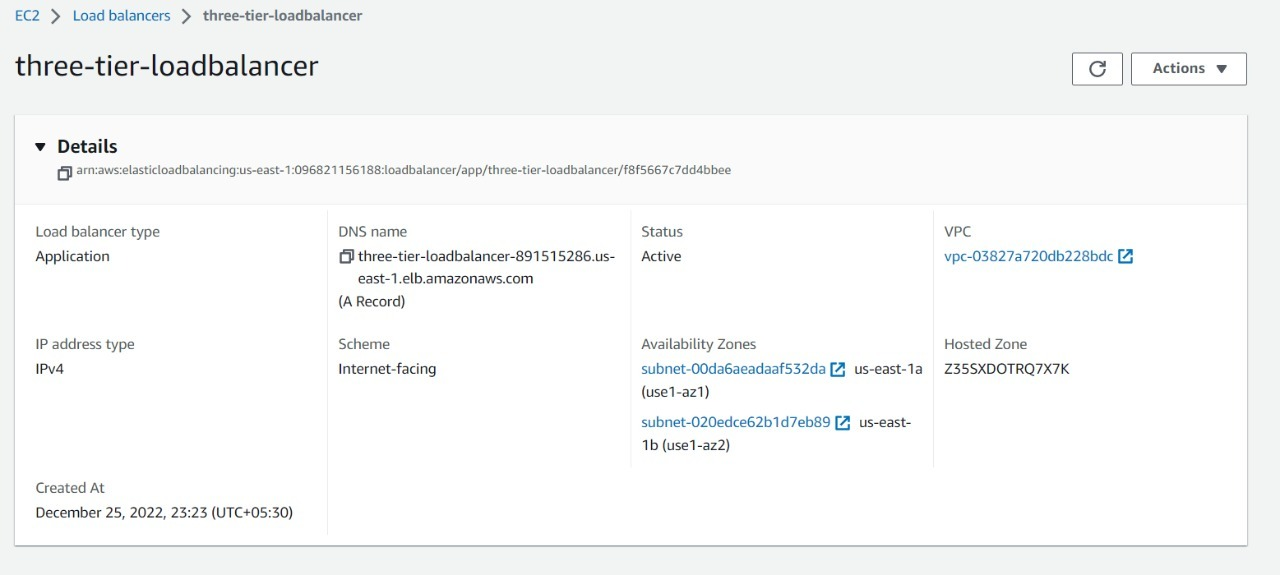 EC2 > Load balancers > three-tier-loadbalancer
three-tier-loadbalancer
Actions
Details
arn:aws:elasticloadbalancing:us-east-1:096821156188:loadbalancer/app/three-tier-loadbalancer/f8f5667c7dd4bbee
Load balancer type
Application
DNS name
three-tier-loadbalancer-891515286.us-
east-1.elb.amazonaws.com
(A Record)
Status
Active
VPC
vpc-03827a720db228bdc
IP address type
IPv4
Scheme
Internet-facing
Availability Zones
subnet-00da6aeadaaf532da us-east-1a
(use1-az1)
subnet-020edce62b1d7eb89 us-east-
1b (use1-az2)
Hosted Zone
Z35SXDOTRQ7X7K
Created At
December 25, 2022, 23:23 (UTC+05:30)